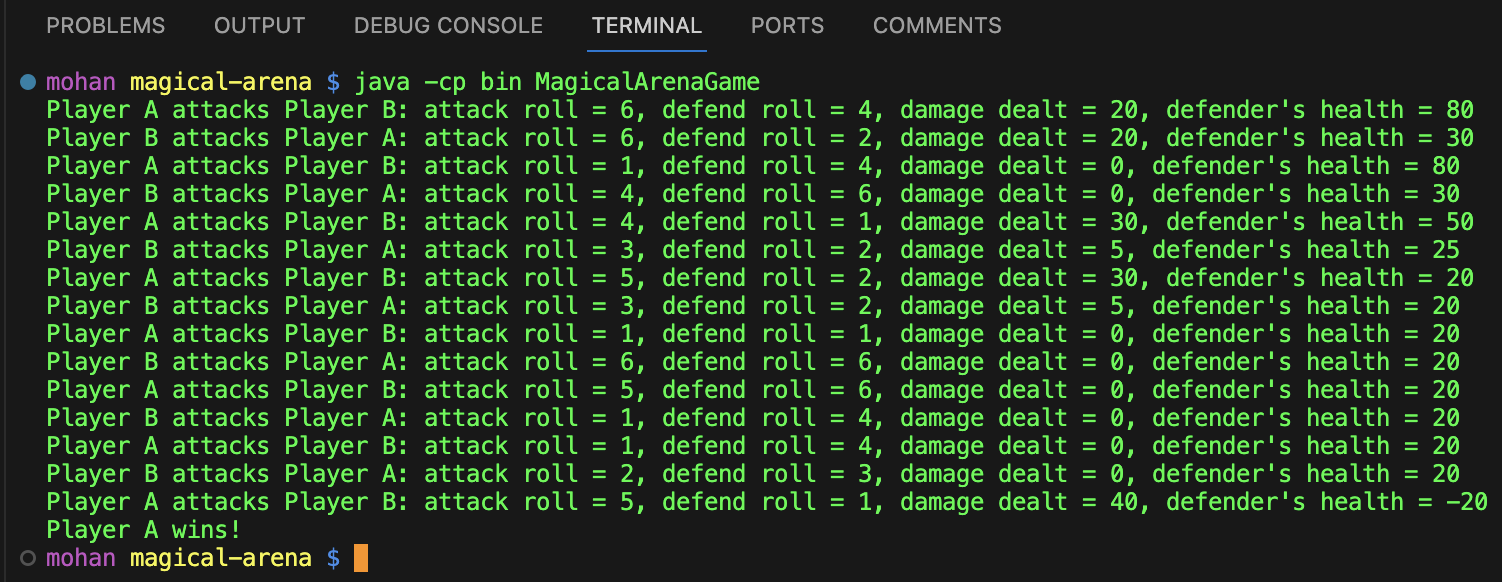 PROBLEMS OUTPUT DEBUG CONSOLE TERMINAL PORTS COMMENTS
mohan magical-arena $ java -cp bin MagicalArenaGame
Player A attacks Player B: attack roll = 6, defend roll = 4, damage dealt = 20, defender's health = 80
Player B attacks Player A: attack roll = 6, defend roll = 2, damage dealt = 20, defender's health = 30
Player A attacks Player B: attack roll = 1, defend roll = 4, damage dealt = 0, defender's health = 80
Player B attacks Player A: attack roll = 4, defend roll = 6, damage dealt = 0, defender's health = 30
Player A attacks Player B: attack roll = 4, defend roll = 1, damage dealt = 30, defender's health = 50
Player B attacks Player A: attack roll = 3, defend roll = 2, damage dealt = 5, defender's health = 25
Player A attacks Player B: attack roll = 5, defend roll = 2, damage dealt = 30, defender's health = 20
Player B attacks Player A: attack roll = 3, defend roll = 2, damage dealt = 5, defender's health = 20
Player A attacks Player B: attack roll = 1, defend roll = 1, damage dealt = 0, defender's health = 20
Player B attacks Player A: attack roll = 6, defend roll = 6, damage dealt = 0, defender's health = 20
Player A attacks Player B: attack roll = 5, defend roll = 6, damage dealt = 0, defender's health = 20
Player B attacks Player A: attack roll = 1, defend roll = 4, damage dealt = 0, defender's health = 20
Player A attacks Player B: attack roll = 1, defend roll = 4, damage dealt = 0, defender's health = 20
Player B attacks Player A: attack roll = 2, defend roll = 3, damage dealt = 0, defender's health = 20
Player A attacks Player B: attack roll = 5, defend roll = 1, damage dealt = 40, defender's health = -20
Player A wins!
mohan magical-arena $